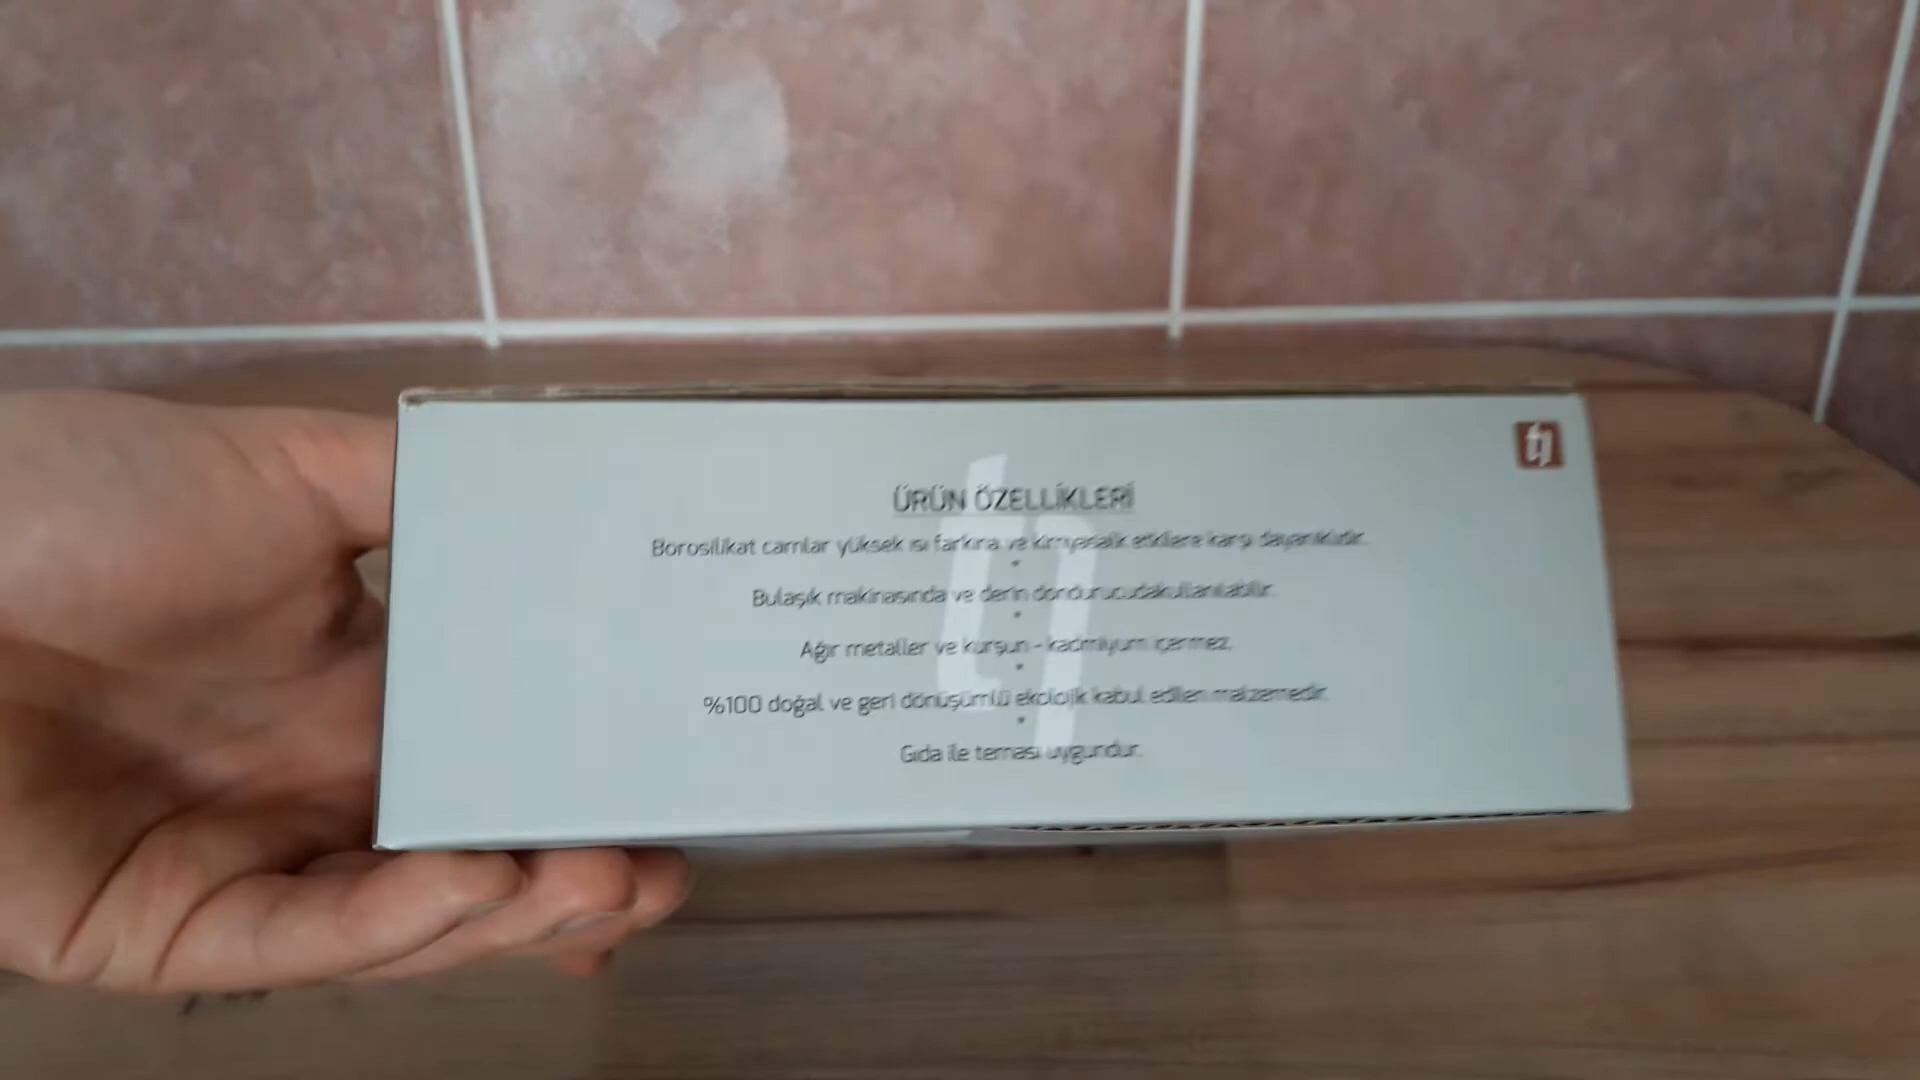 ÜRÜN ÖZELLİKLERİ
Borosilikat camlar yüksek ısı farkına ve kimyasalk etkilere karşı dayanıklıdır.
Bulaşık makinasında ve derin dondurucudakullanılabilir.
Ağır metaller ve kurşun - kadmiyum içermez.
%100 doğal ve geri dönüşümlü ekolojik kabul edilen malzemedir.
Gıda ile teması uygundur.